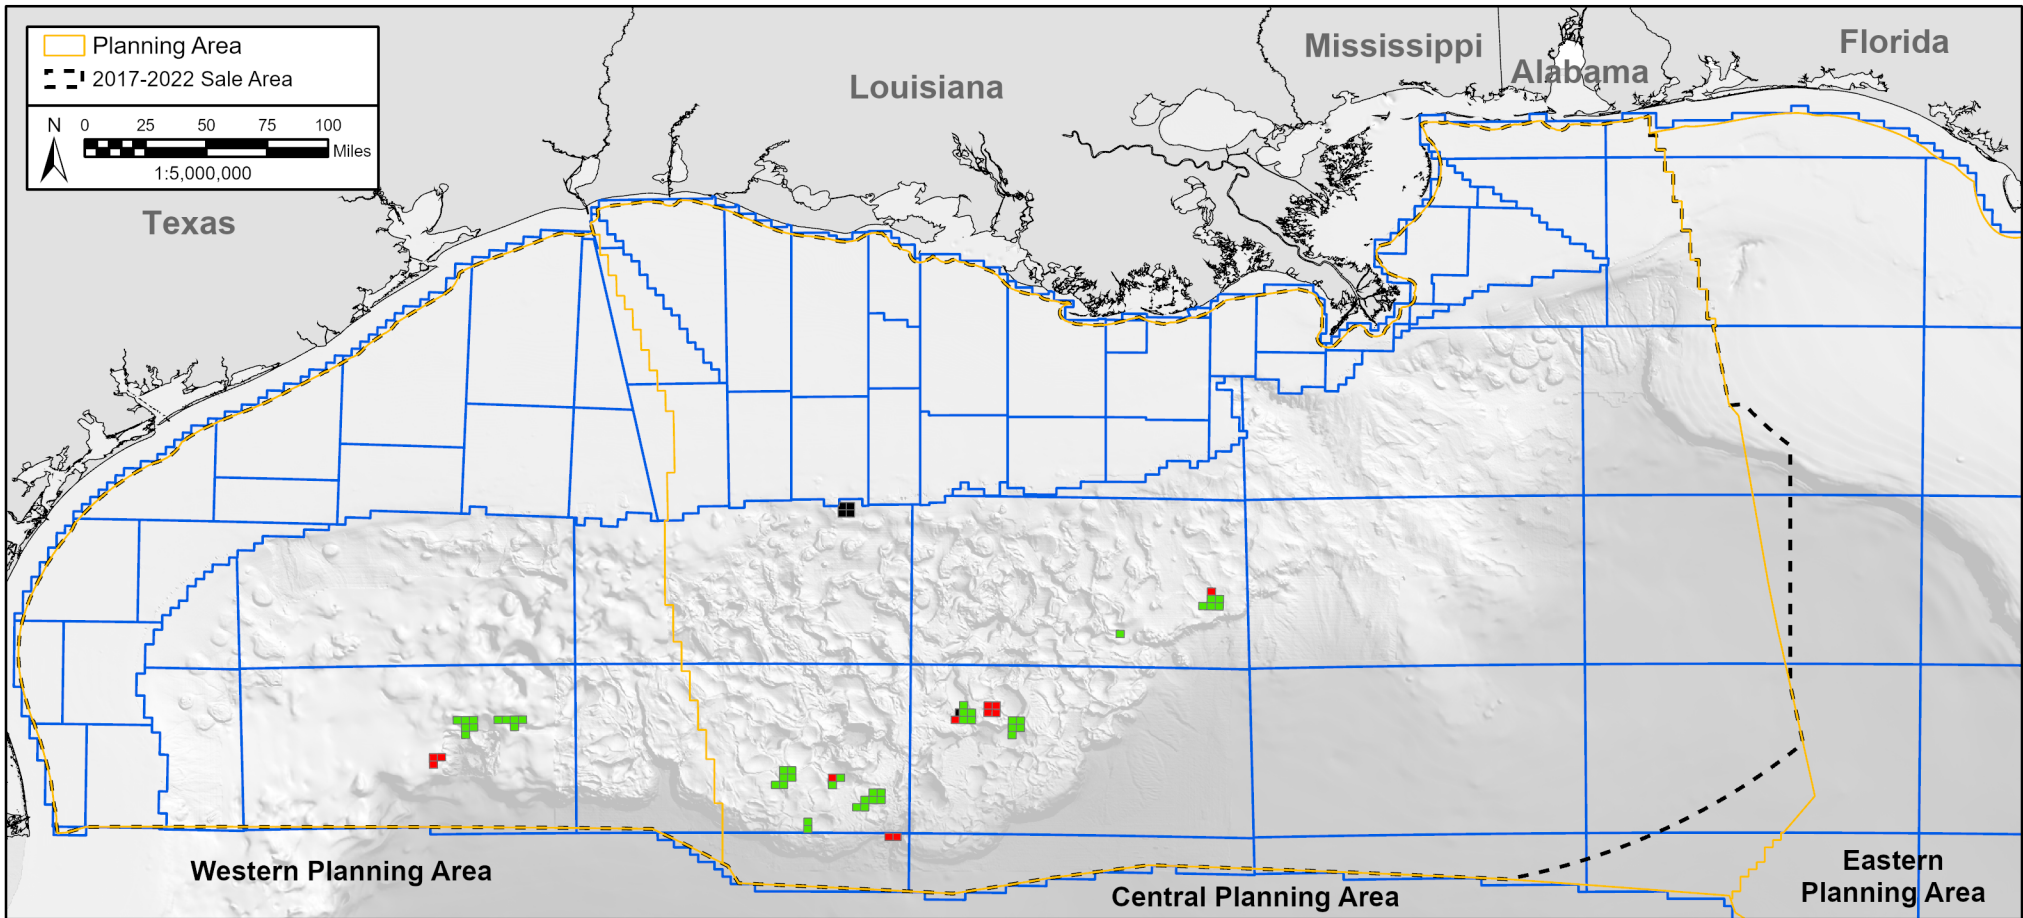 Planning Area
2017-2022 Sale Area
N
0 25 50 75 100
Miles
1:5,000,000
Texas
Louisiana
Mississippi
Alabama
Florida
Western Planning Area
Central Planning Area
Eastern
Planning Area